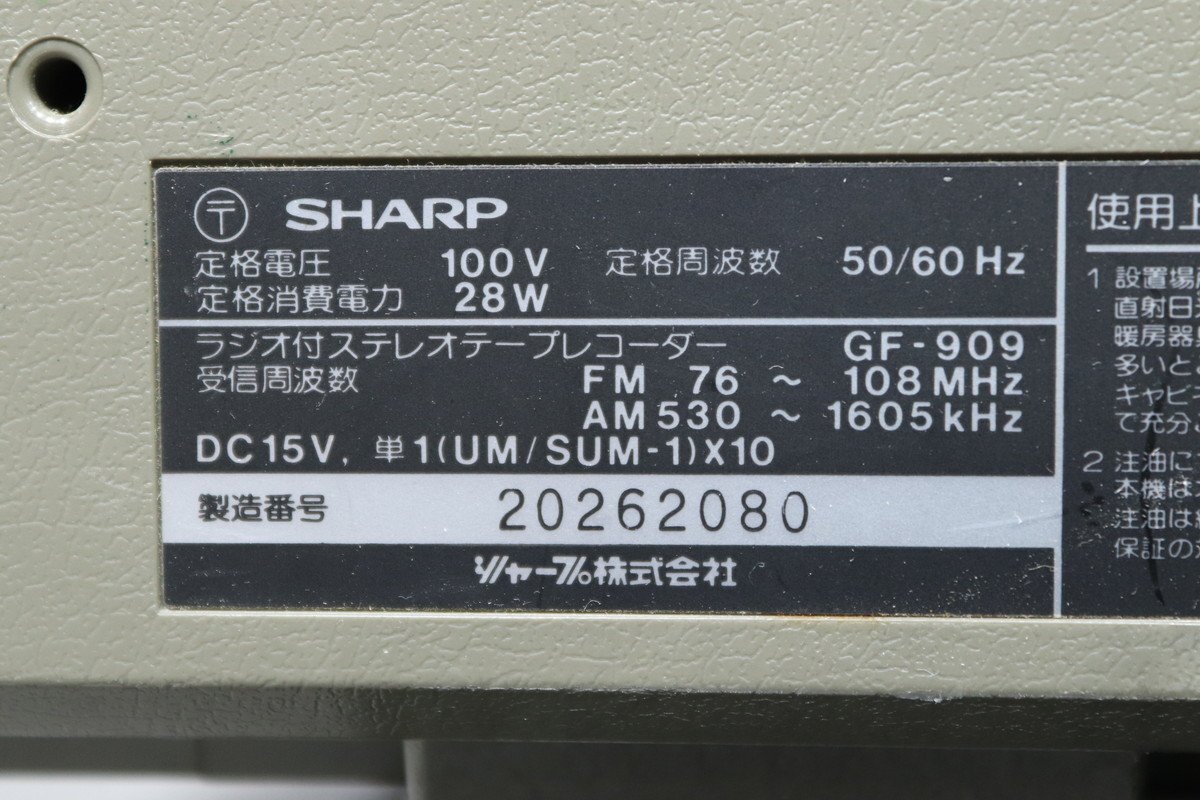 〒 SHARP
定格電圧 100V 定格周波数 50/60Hz
定格消費電力 28W
ラジオ付ステレオテープレコーダー GF-909
受信周波数 FM 76 ～ 108MHz
AM 530 ～ 1605kHz
DC15V, 単1(UM/SUM-1)X10
製造番号 20262080
シャープ株式会社
使用上
1 設置場
直射日
暖房器
多いと
キャビ
て充分
2 注油に
本機は
注油は
保証の